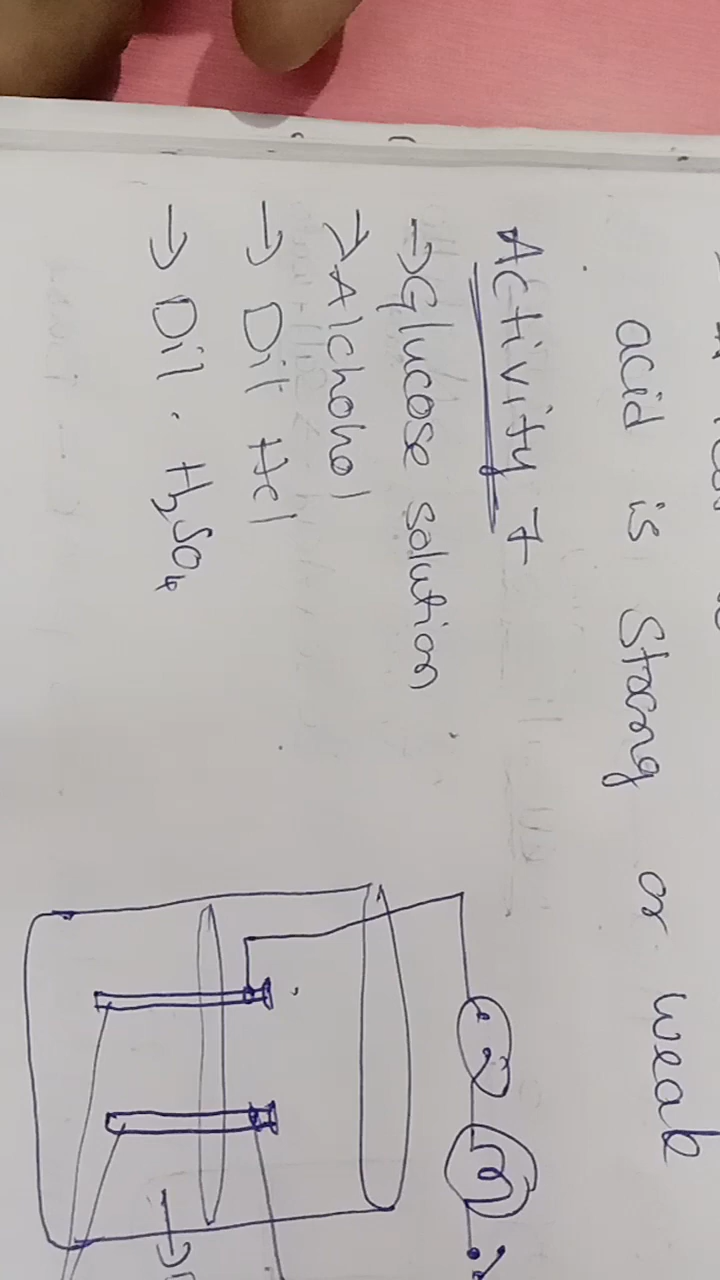 acid is Strong or weak
Activity 7
→ Glucose solution
→ Alchohol
→ Dil HCl
→ Dil. H₂SO₄